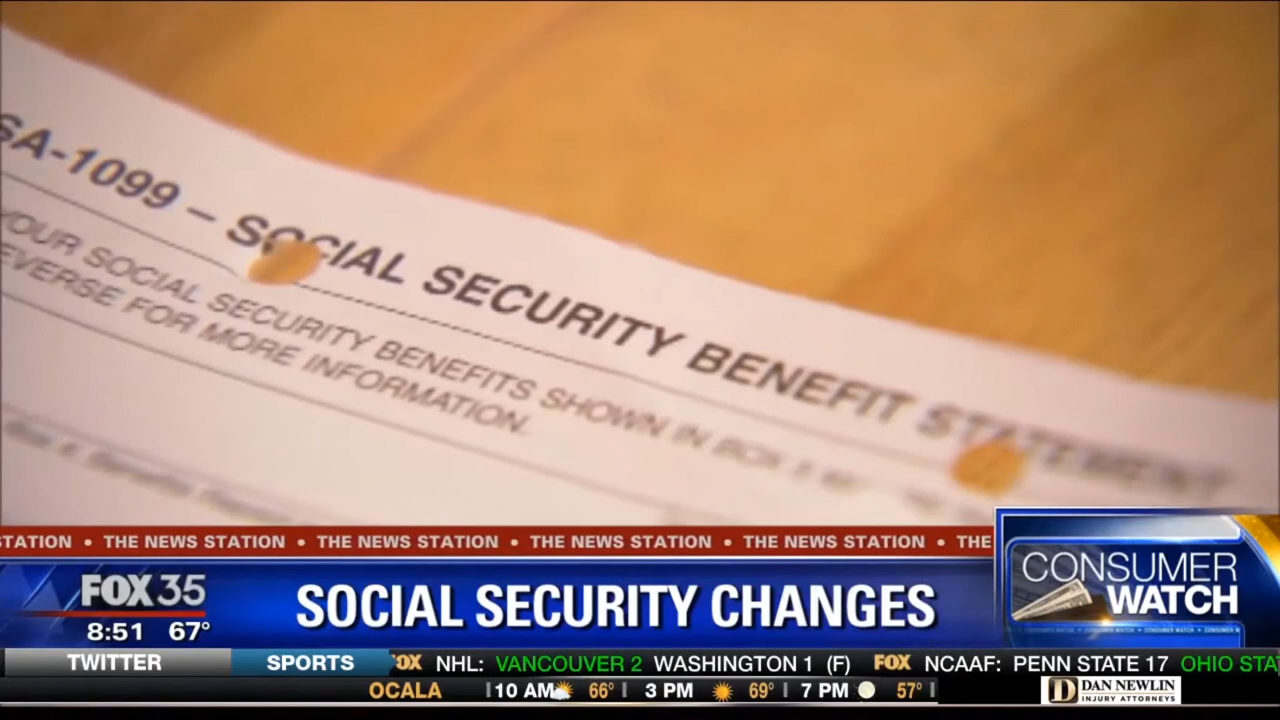 SA-1099 – SOCIAL SECURITY BENEFIT STATEMENT
YOUR SOCIAL SECURITY BENEFITS SHOWN IN BOX
EVERSE FOR MORE INFORMATION.
STATION • THE NEWS STATION • THE NEWS STATION • THE NEWS STATION • THE NEWS STATION • THE
CONSUMER
WATCH
FOX 35
8:51 67°
SOCIAL SECURITY CHANGES
TWITTER SPORTS FOX NHL: VANCOUVER 2 WASHINGTON 1 (F) FOX NCAAF: PENN STATE 17 OHIO STA
OCALA 10 AM 66° 3 PM 69° 7 PM 57°
D DAN NEWLIN
INJURY ATTORNEYS